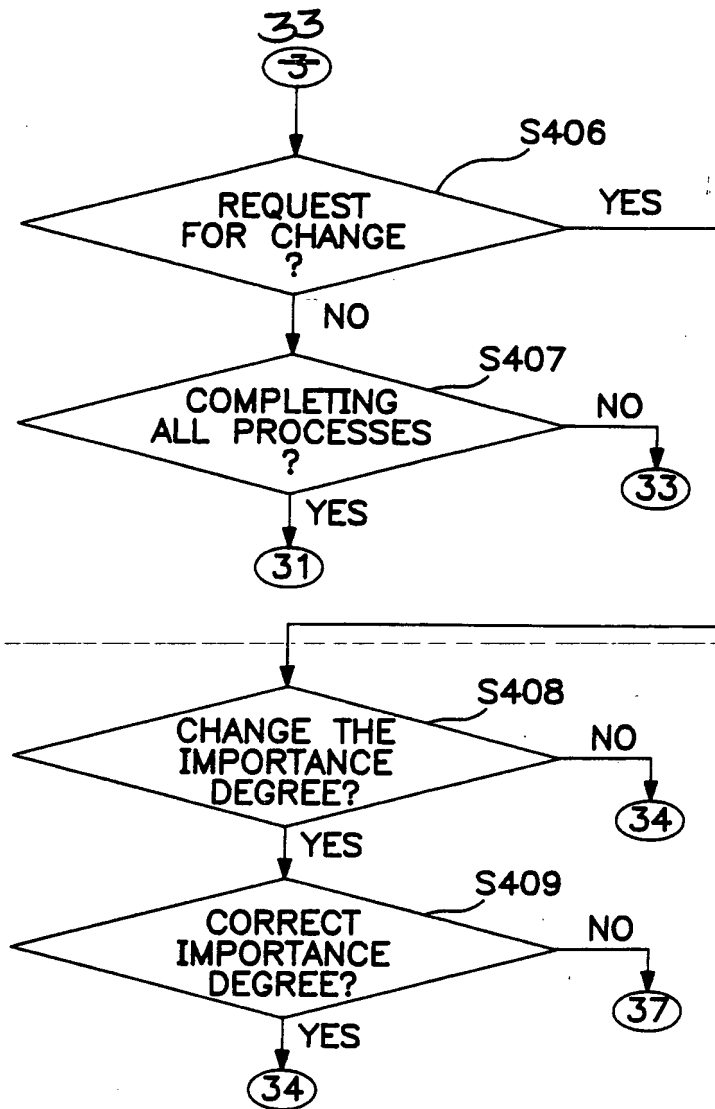 33
3
S406
REQUEST
FOR CHANGE
?
YES
NO
S407
COMPLETING
ALL PROCESSES
?
NO
33
YES
31
S408
CHANGE THE
IMPORTANCE
DEGREE?
NO
34
YES
S409
CORRECT
IMPORTANCE
DEGREE?
NO
37
YES
34